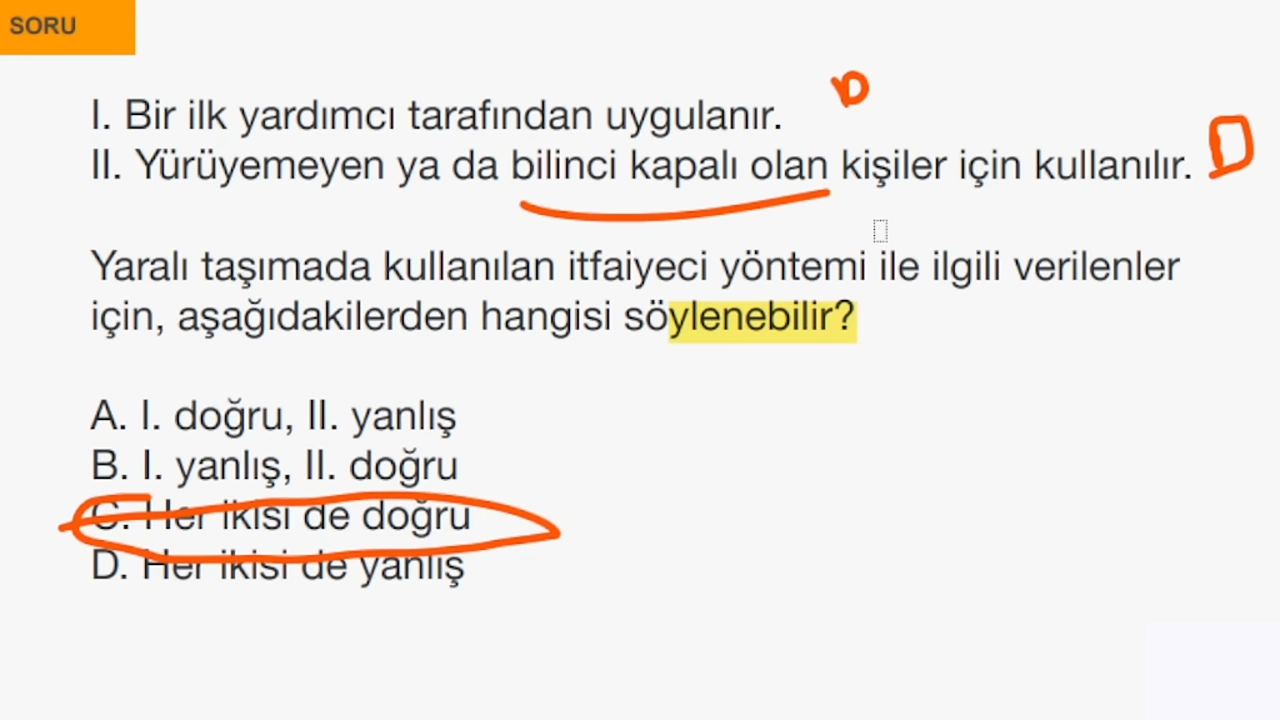 SORU
I. Bir ilk yardımcı tarafından uygulanır. D
II. Yürüyemeyen ya da bilinci kapalı olan kişiler için kullanılır. D
Yaralı taşımada kullanılan itfaiyeci yöntemi ile ilgili verilenler
için, aşağıdakilerden hangisi söylenebilir?
A. I. doğru, II. yanlış
B. I. yanlış, II. doğru
C. Her ikisi de doğru
D. Her ikisi de yanlış